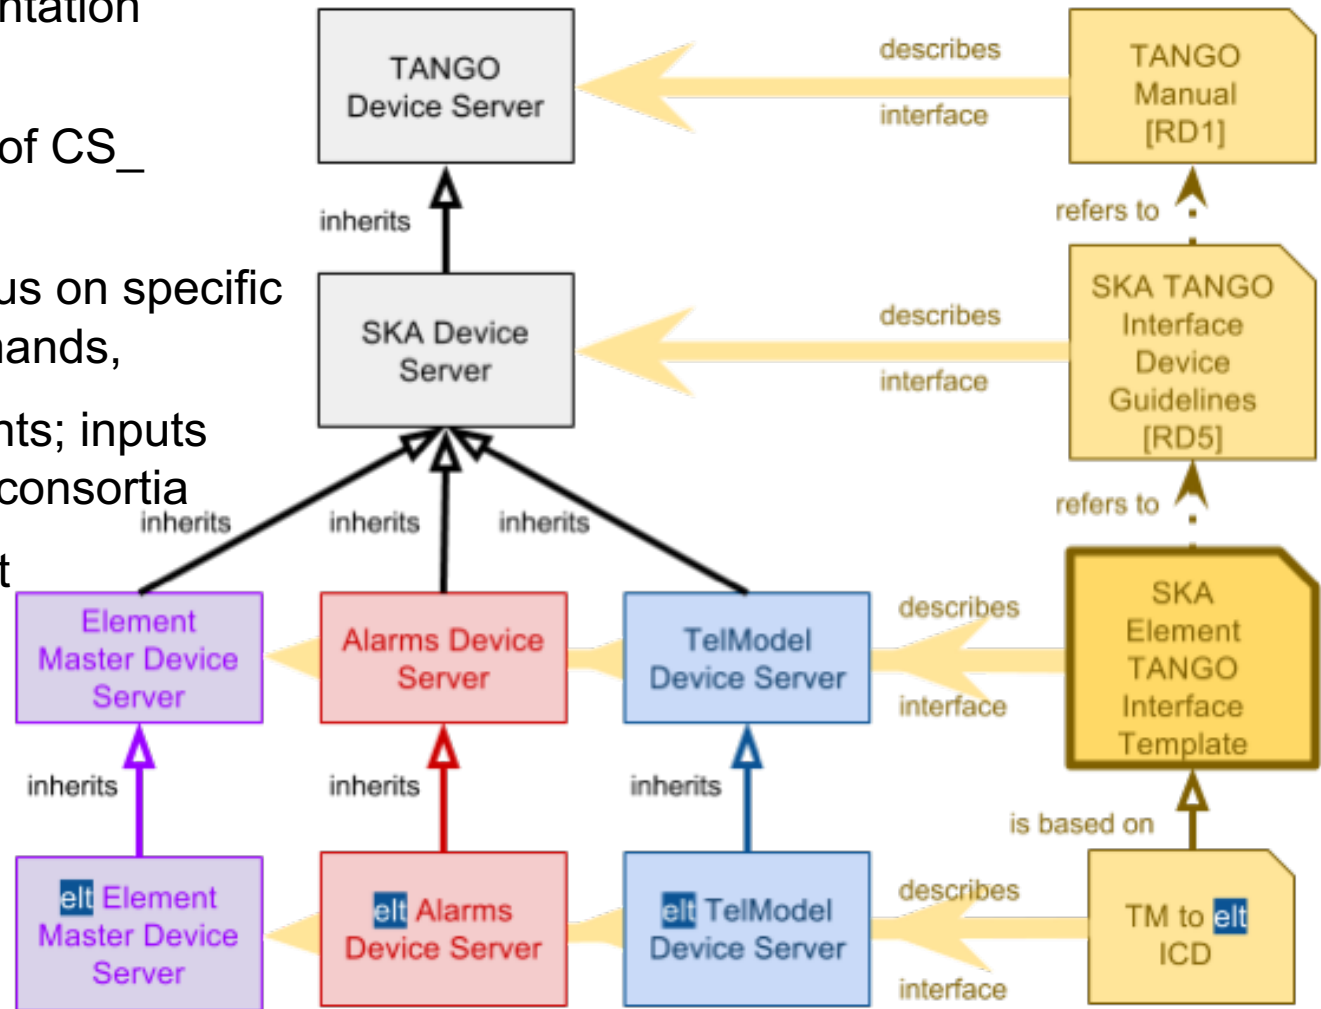 ntation
of CS_
us on specific
nands,
nts; inputs
consortia
t
TANGO
Device Server
describes
interface
TANGO
Manual
[RD1]
inherits
refers to
SKA Device
Server
describes
interface
SKA TANGO
Interface
Device
Guidelines
[RD5]
inherits
inherits
inherits
refers to
Element
Master Device
Server
Alarms Device
Server
TelModel
Device Server
describes
interface
SKA
Element
TANGO
Interface
Template
inherits
inherits
inherits
is based on
elt Element
Master Device
Server
elt Alarms
Device Server
elt TelModel
Device Server
describes
interface
TM to elt
ICD